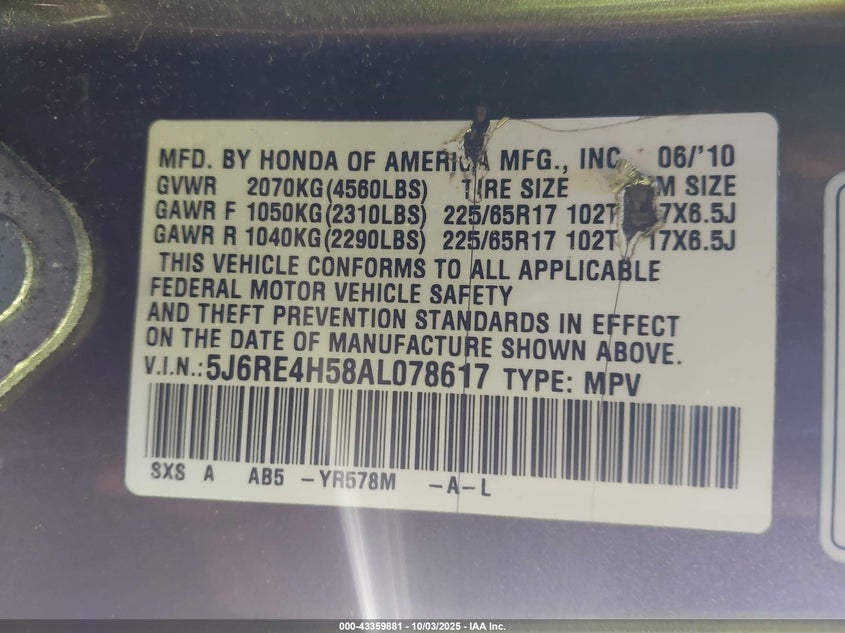 MFD. BY HONDA OF AMERICA MFG., INC 06/'10
GVWR 2070KG(4560LBS) TIRE SIZE M SIZE
GAWR F 1050KG(2310LBS) 225/65R17 102T 7X6.5J
GAWR R 1040KG(2290LBS) 225/65R17 102T 17X6.5J
THIS VEHICLE CONFORMS TO ALL APPLICABLE
FEDERAL MOTOR VEHICLE SAFETY
AND THEFT PREVENTION STANDARDS IN EFFECT
ON THE DATE OF MANUFACTURE SHOWN ABOVE.
V.I.N.:5J6RE4H58AL078617 TYPE: MPV
SXS A AB5 -YR578M -A-L
000-43359881 - 10/03/2025 - IAA Inc.